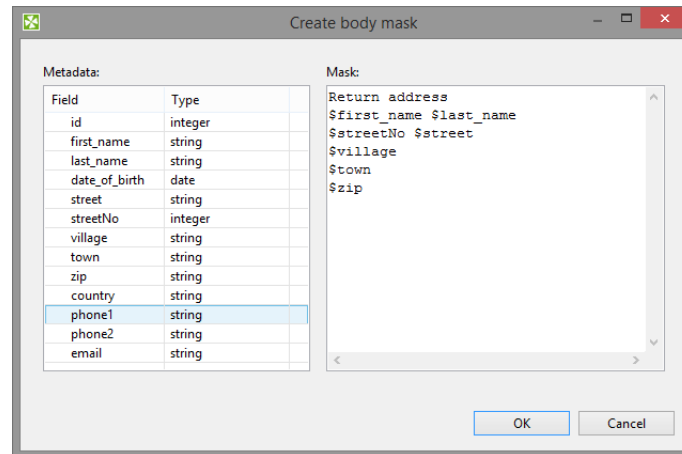 Create body mask
Metadata:
Field Type
id integer
first_name string
last_name string
date_of_birth date
street string
streetNo integer
village string
town string
zip string
country string
phone1 string
phone2 string
email string
Mask:
Return address
$first_name $last_name
$streetNo $street
$village
$town
$zip
OK Cancel